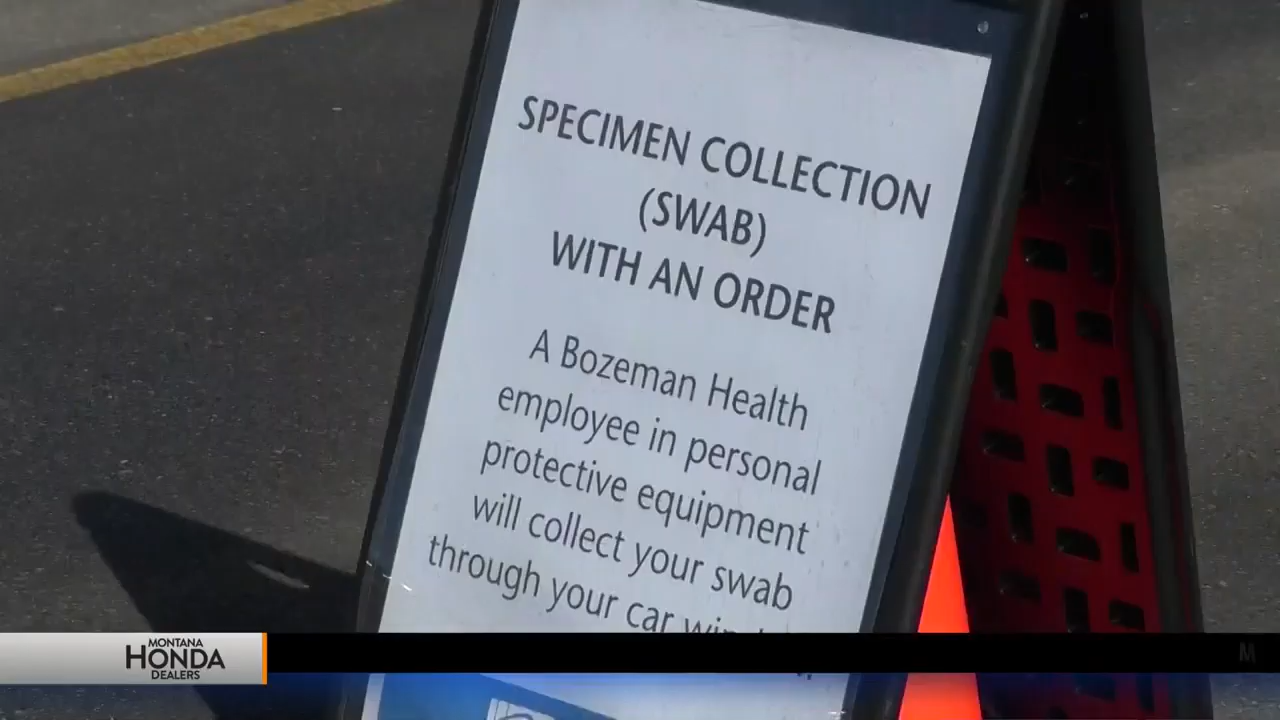 SPECIMEN COLLECTION
(SWAB)
WITH AN ORDER
A Bozeman Health
employee in personal
protective equipment
will collect your swab
through your car
MONTANA
HONDA
DEALERS
M